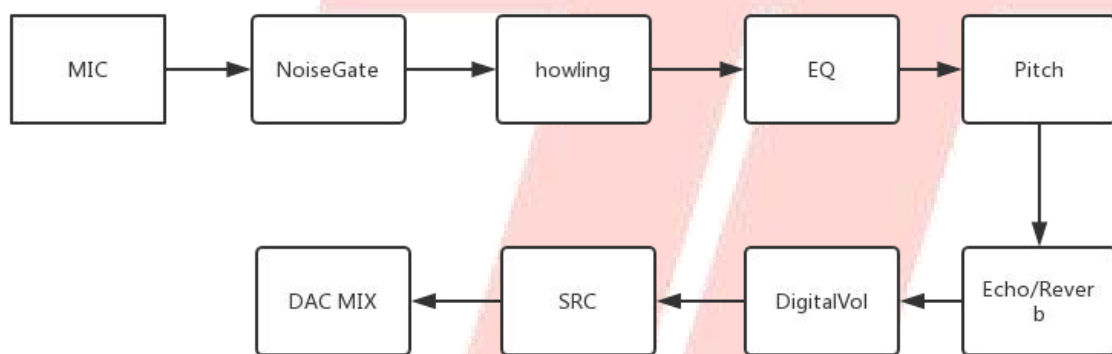 MIC
NoiseGate
howling
EQ
Pitch
DAC MIX
SRC
DigitalVol
Echo/Rever
b